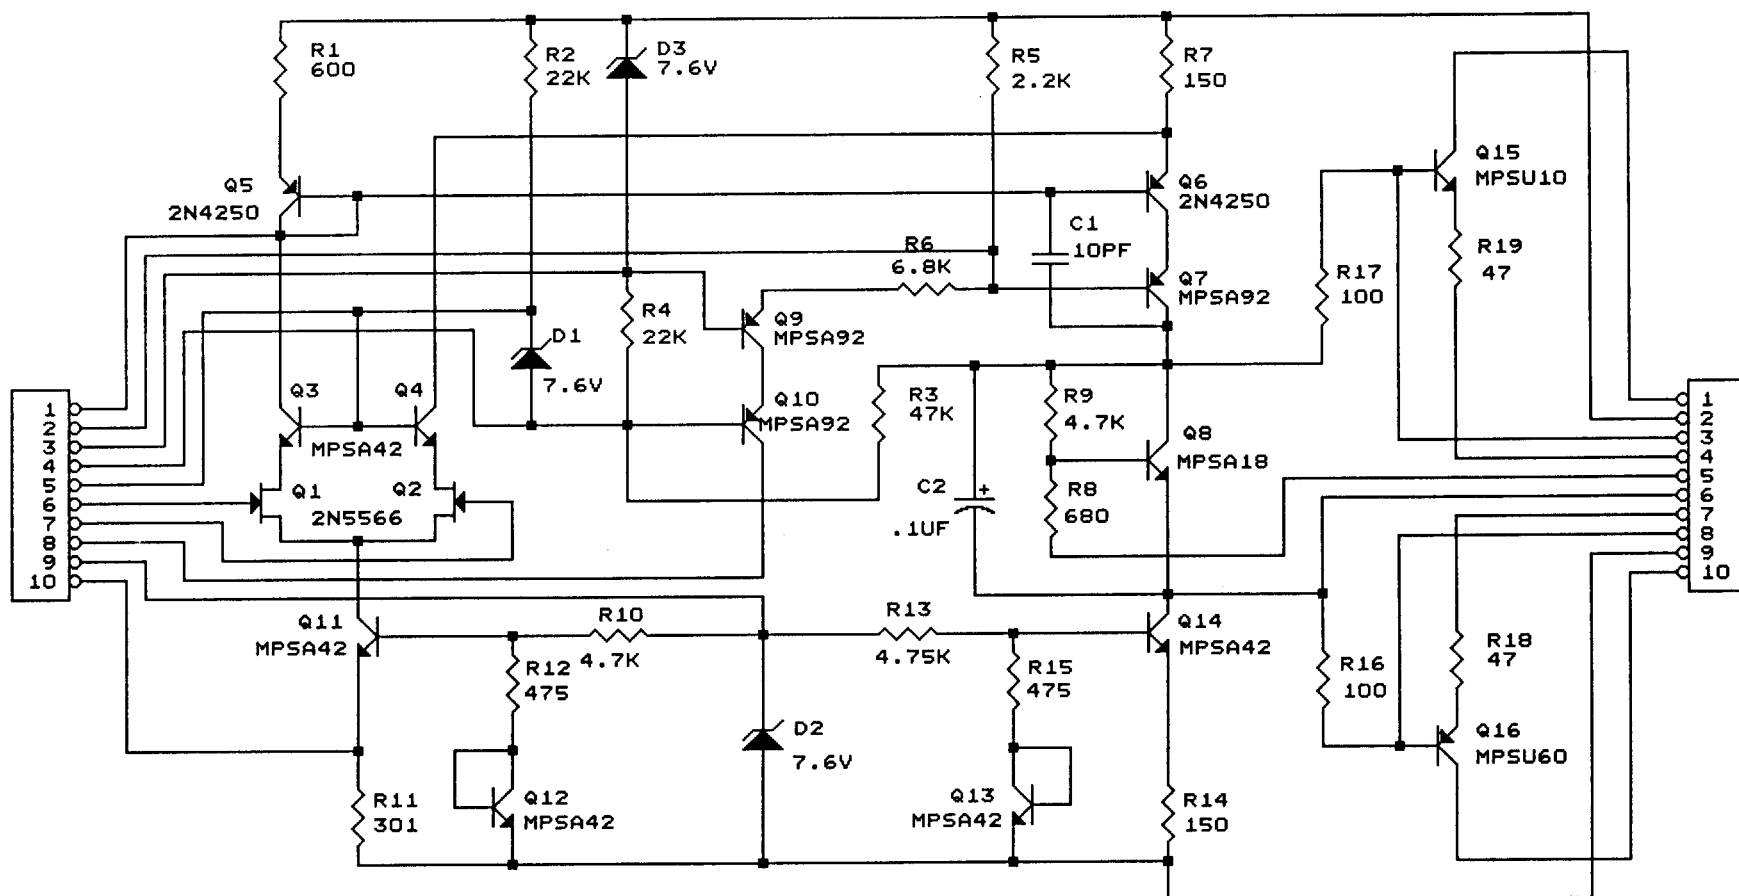 R1
600
R2
22K
D3
7.6V
R5
2.2K
R7
150
Q5
2N4250
Q6
2N4250
C1
10PF
Q15
MPSU10
R6
6.8K
Q7
MPSA92
R17
100
R19
47
R4
22K
Q9
MPSA92
D1
7.6V
Q3
Q4
MPSA42
R3
47K
Q10
MPSA92
R9
4.7K
Q8
MPSA18
1
2
3
4
5
6
7
8
9
10
Q1
Q2
2N5566
C2
+
.1UF
R8
680
1
2
3
4
5
6
7
8
9
10
Q11
MPSA42
R10
4.7K
R12
475
R13
4.75K
R15
475
Q14
MPSA42
R16
100
R18
47
D2
7.6V
Q16
MPSU60
R11
301
Q12
MPSA42
Q13
MPSA42
R14
150